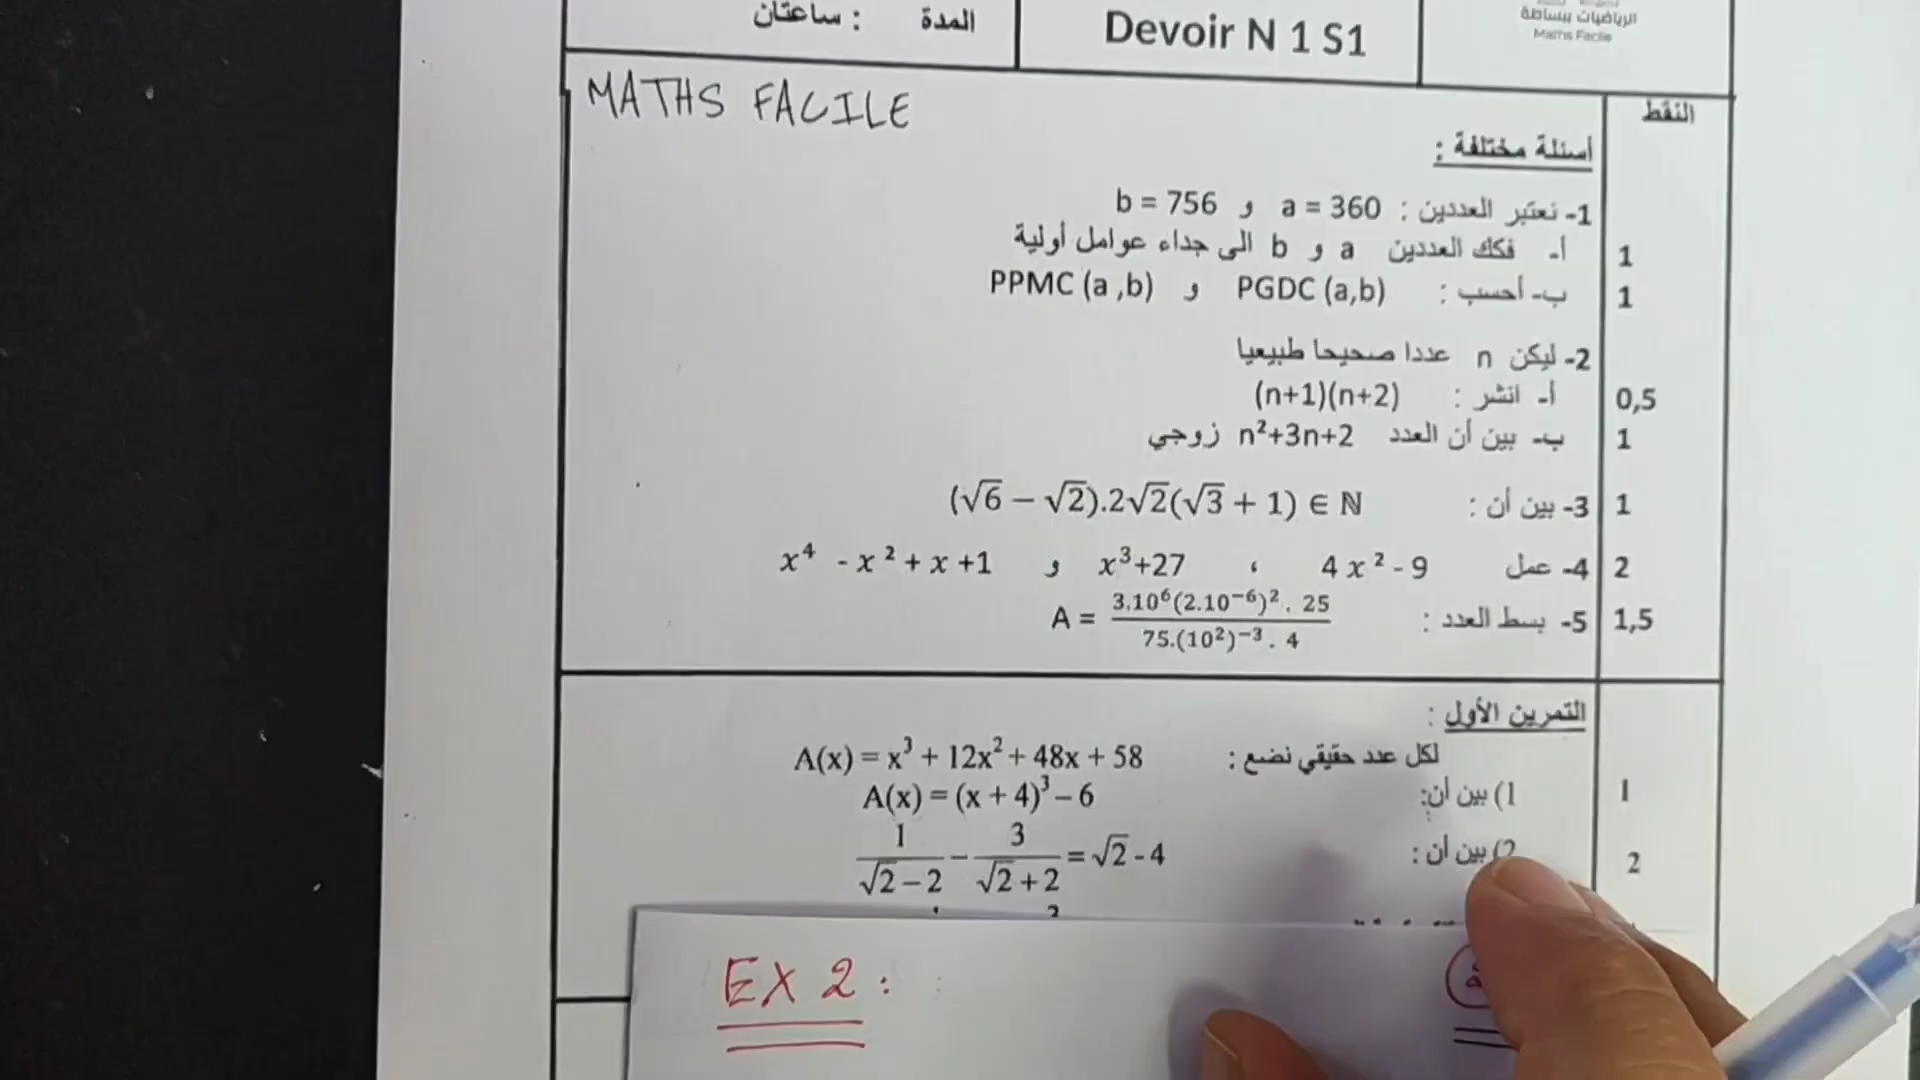 المدة : ساعتان
Devoir N 1 S1
الرياضيات ببساطة
Maths Facile
MATHS FACILE
النقط
أسئلة مختلفة :
1- نعتبر العددين : a = 360 و b = 756
أ- فكك العددين a و b الى جداء عوامل أولية 1
ب- أحسب : PGDC (a,b) و PPMC (a ,b) 1
2- ليكن n عددا صحيحا طبيعيا
أ- انشر : (n+1)(n+2) 0,5
ب- بين أن العدد n²+3n+2 زوجي 1
3- بين أن : (√6 − √2).2√2(√3 + 1) ∈ ℕ 1
4- عمل 4 x² - 9 ، x³+27 و x⁴ - x² + x +1 2
5- بسط العدد : A = 3.10⁶(2.10⁻⁶)². 25 / 75.(10²)⁻³. 4 1,5
التمرين الأول :
لكل عدد حقيقي نضع : A(x) = x³ + 12x² + 48x + 58
1) بين أن: A(x) = (x + 4)³ – 6 1
2) بين أن : 1/(√2 – 2) – 3/(√2 + 2) = √2 - 4 2
EX 2 :